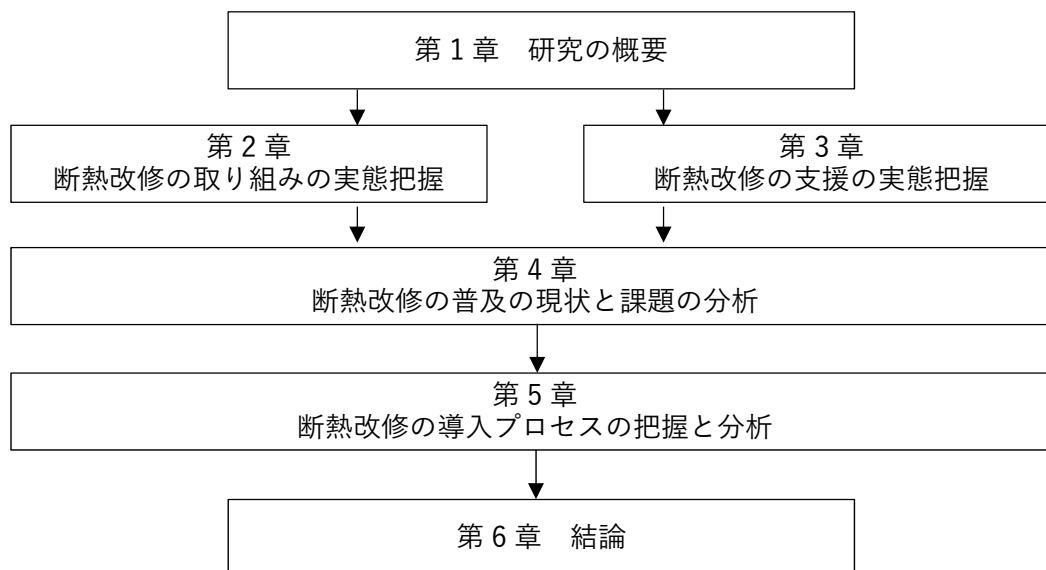 第1章　研究の概要
第2章
断熱改修の取り組みの実態把握
第3章
断熱改修の支援の実態把握
第4章
断熱改修の普及の現状と課題の分析
第5章
断熱改修の導入プロセスの把握と分析
第6章　結論